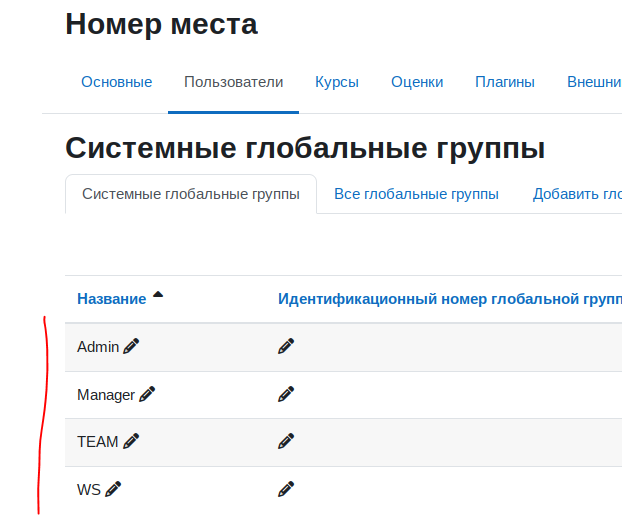 Номер места
Основные Пользователи Курсы Оценки Плагины Внешни
Системные глобальные группы
Системные глобальные группы Все глобальные группы Добавить гло
Название Идентификационный номер глобальной групп
Admin
Manager
TEAM
WS